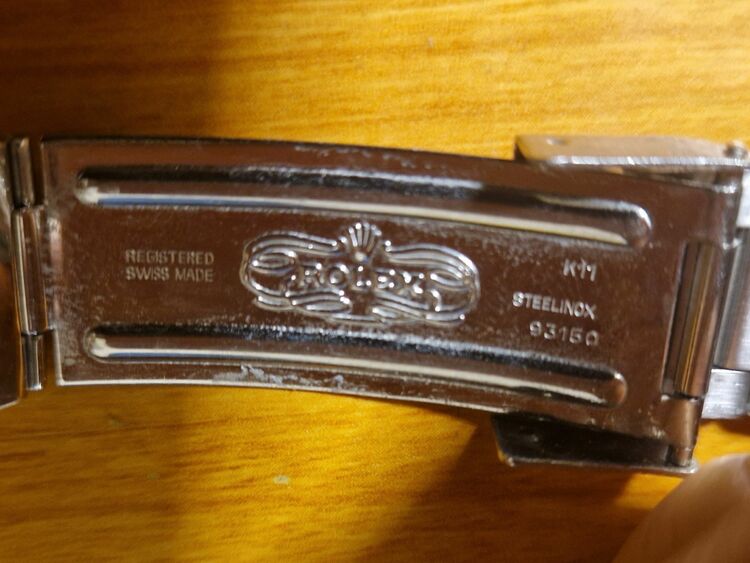 REGISTERED
SWISS MADE
ROLEX
K11
STEELINOX
93150